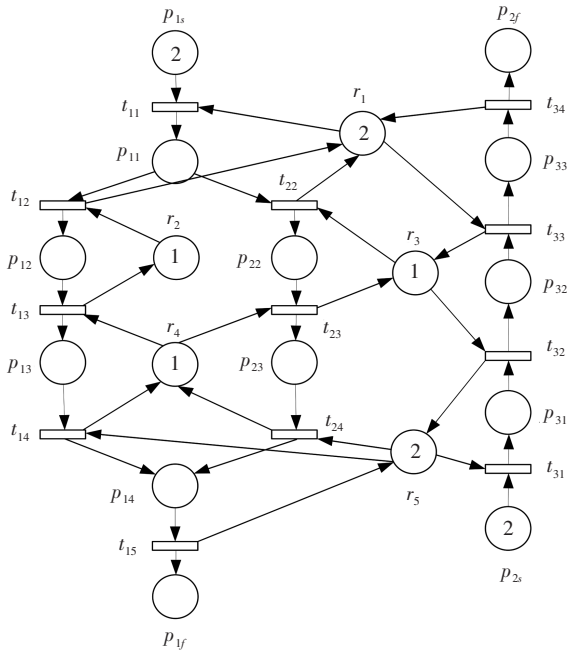 p1s
p2f
2
t11
r1
t34
2
p11
p33
t12
t22
r2
r3
t33
p12
1
p22
1
p32
t13
r4
t23
t32
p13
1
p23
p31
t14
t24
2
t31
p14
r5
2
t15
p2s
p1f